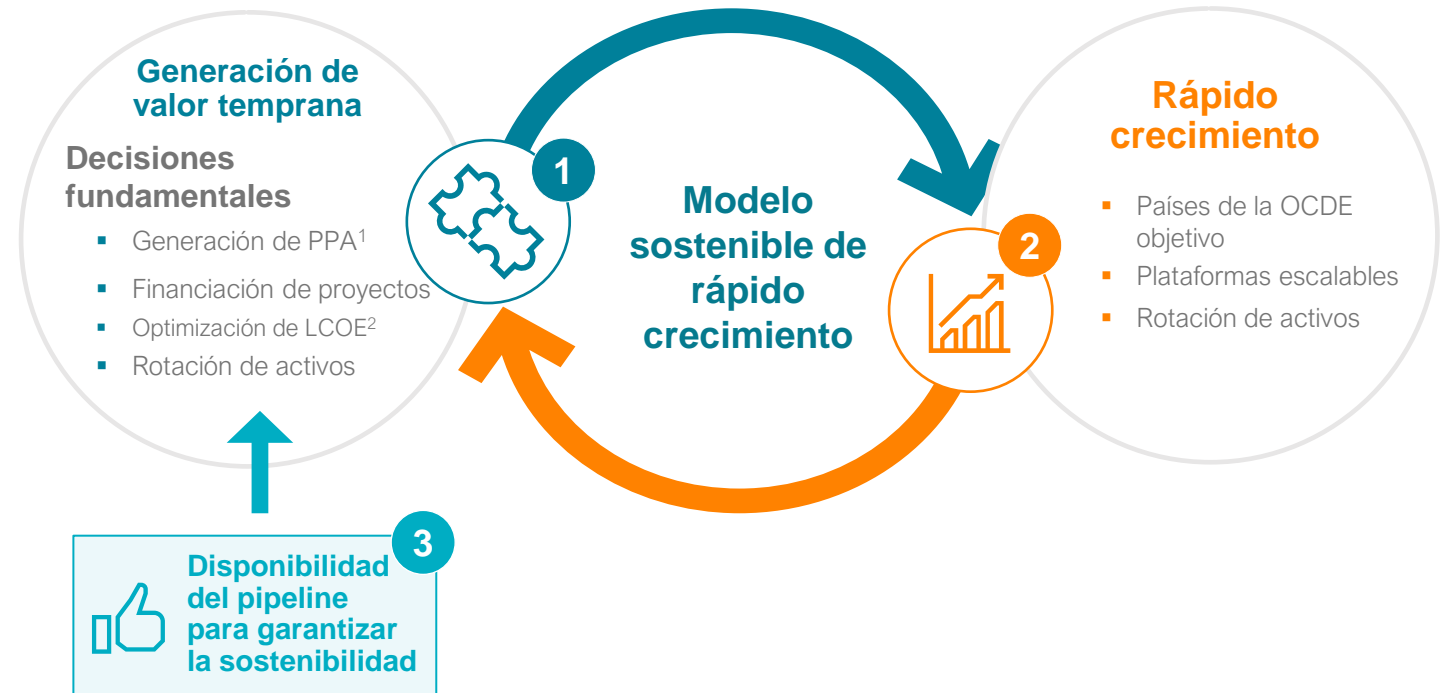 Generación de
valor temprana
Decisiones
fundamentales
▪ Generación de PPA¹
▪ Financiación de proyectos
▪ Optimización de LCOE²
▪ Rotación de activos
1
Modelo
sostenible de
rápido
crecimiento
2
Rápido
crecimiento
▪ Países de la OCDE
objetivo
▪ Plataformas escalables
▪ Rotación de activos
3
Disponibilidad
del pipeline
para garantizar
la sostenibilidad